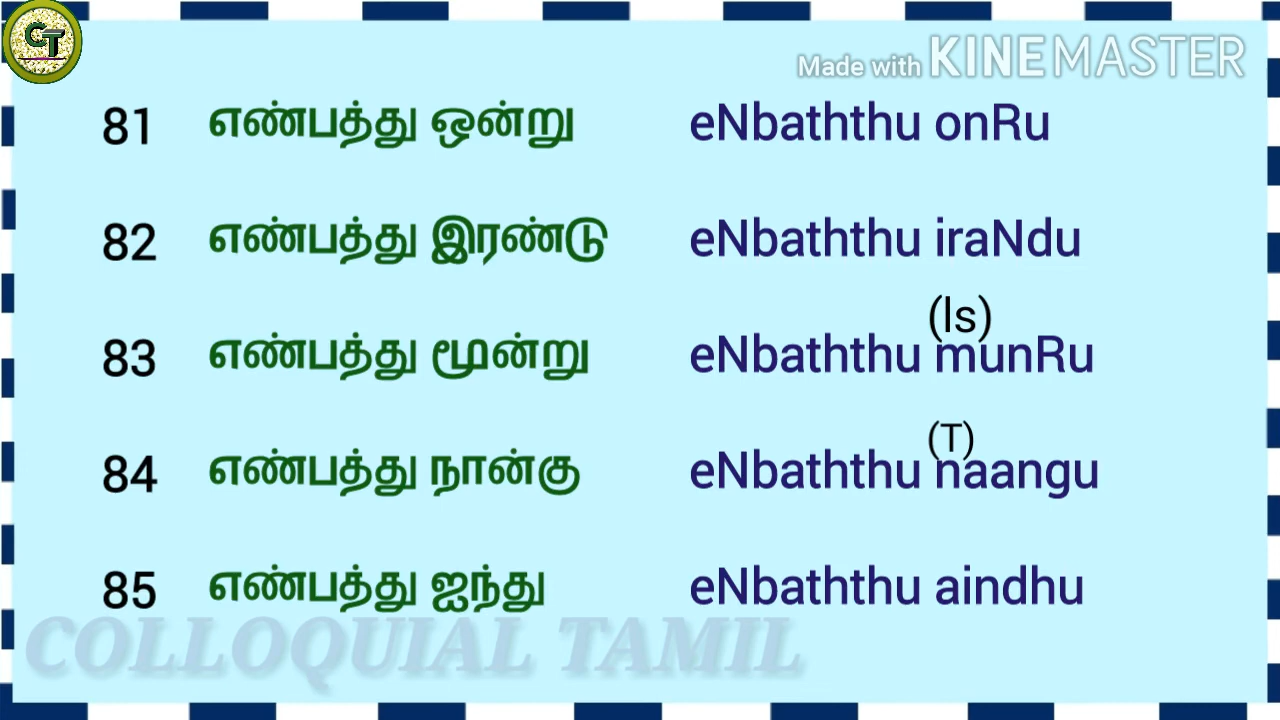 CT
Made with KINEMASTER
81 எண்பத்து ஒன்று eNbaththu onRu
82 எண்பத்து இரண்டு eNbaththu iraNdu
(ls)
83 எண்பத்து மூன்று eNbaththu munRu
(T)
84 எண்பத்து நான்கு eNbaththu naangu
85 எண்பத்து ஐந்து eNbaththu aindhu
COLLOQUIAL TAMIL